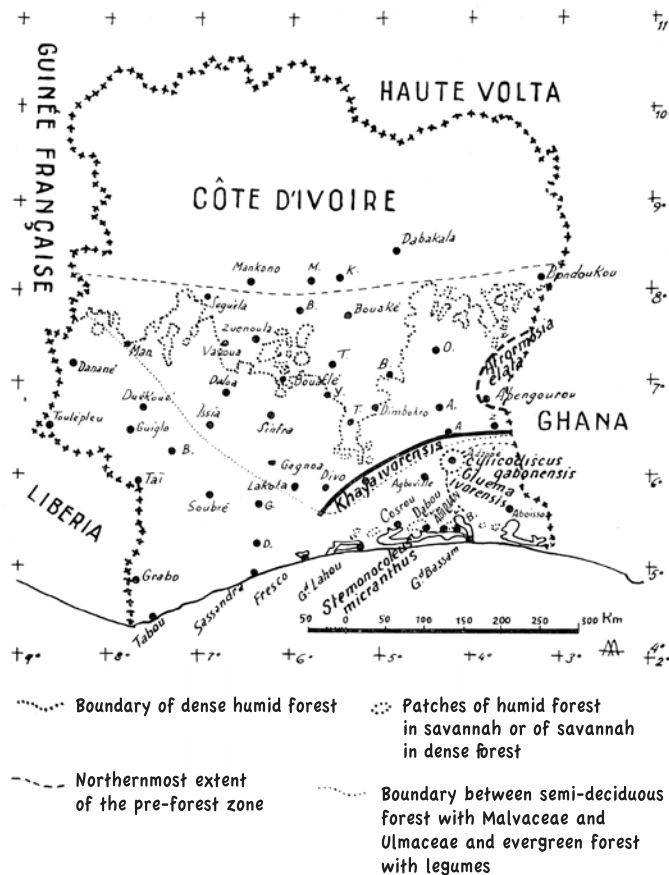 11
HAUTE VOLTA
GUINÉE FRANÇAISE
10
CÔTE D'IVOIRE
9°
Dabakala
Mankono
M.
K.
Bondoukou
8°
Séguéla
B.
Bouaké
Zuenoula
Man
Vavoua
T.
O.
Afrormosia
elata
Danané
Daloa
Bouaflé
B.
7°
Duékoué
Y.
Abengourou
Toulépleu
Guiglo
Issia
Sinfra
T.
Dimbokro
A.
GHANA
A
Z
B.
Gagnoa
Khaya ivorensis
Adzopé
Cylicodiscus
gabonensis
Taï
Lakota
Divo
Agboville
Gluema
ivorensis
6°
LIBERIA
Soubré
G.
Cosrou
Dabou
ABIDJAN
B.
Aboisso
D.
Stemonocoleus
micranthus
Grabo
Tabou
Sassandra
Fresco
Gd Lahou
Gd Bassam
5°
50 0 50 100 150 200 250 300 Km
9° 8° 7° 6° 5° 4° 3° 2°
4°
Boundary of dense humid forest
Patches of humid forest
in savannah or of savannah
in dense forest
Northernmost extent
of the pre-forest zone
Boundary between semi-deciduous
forest with Malvaceae and
Ulmaceae and evergreen forest
with legumes